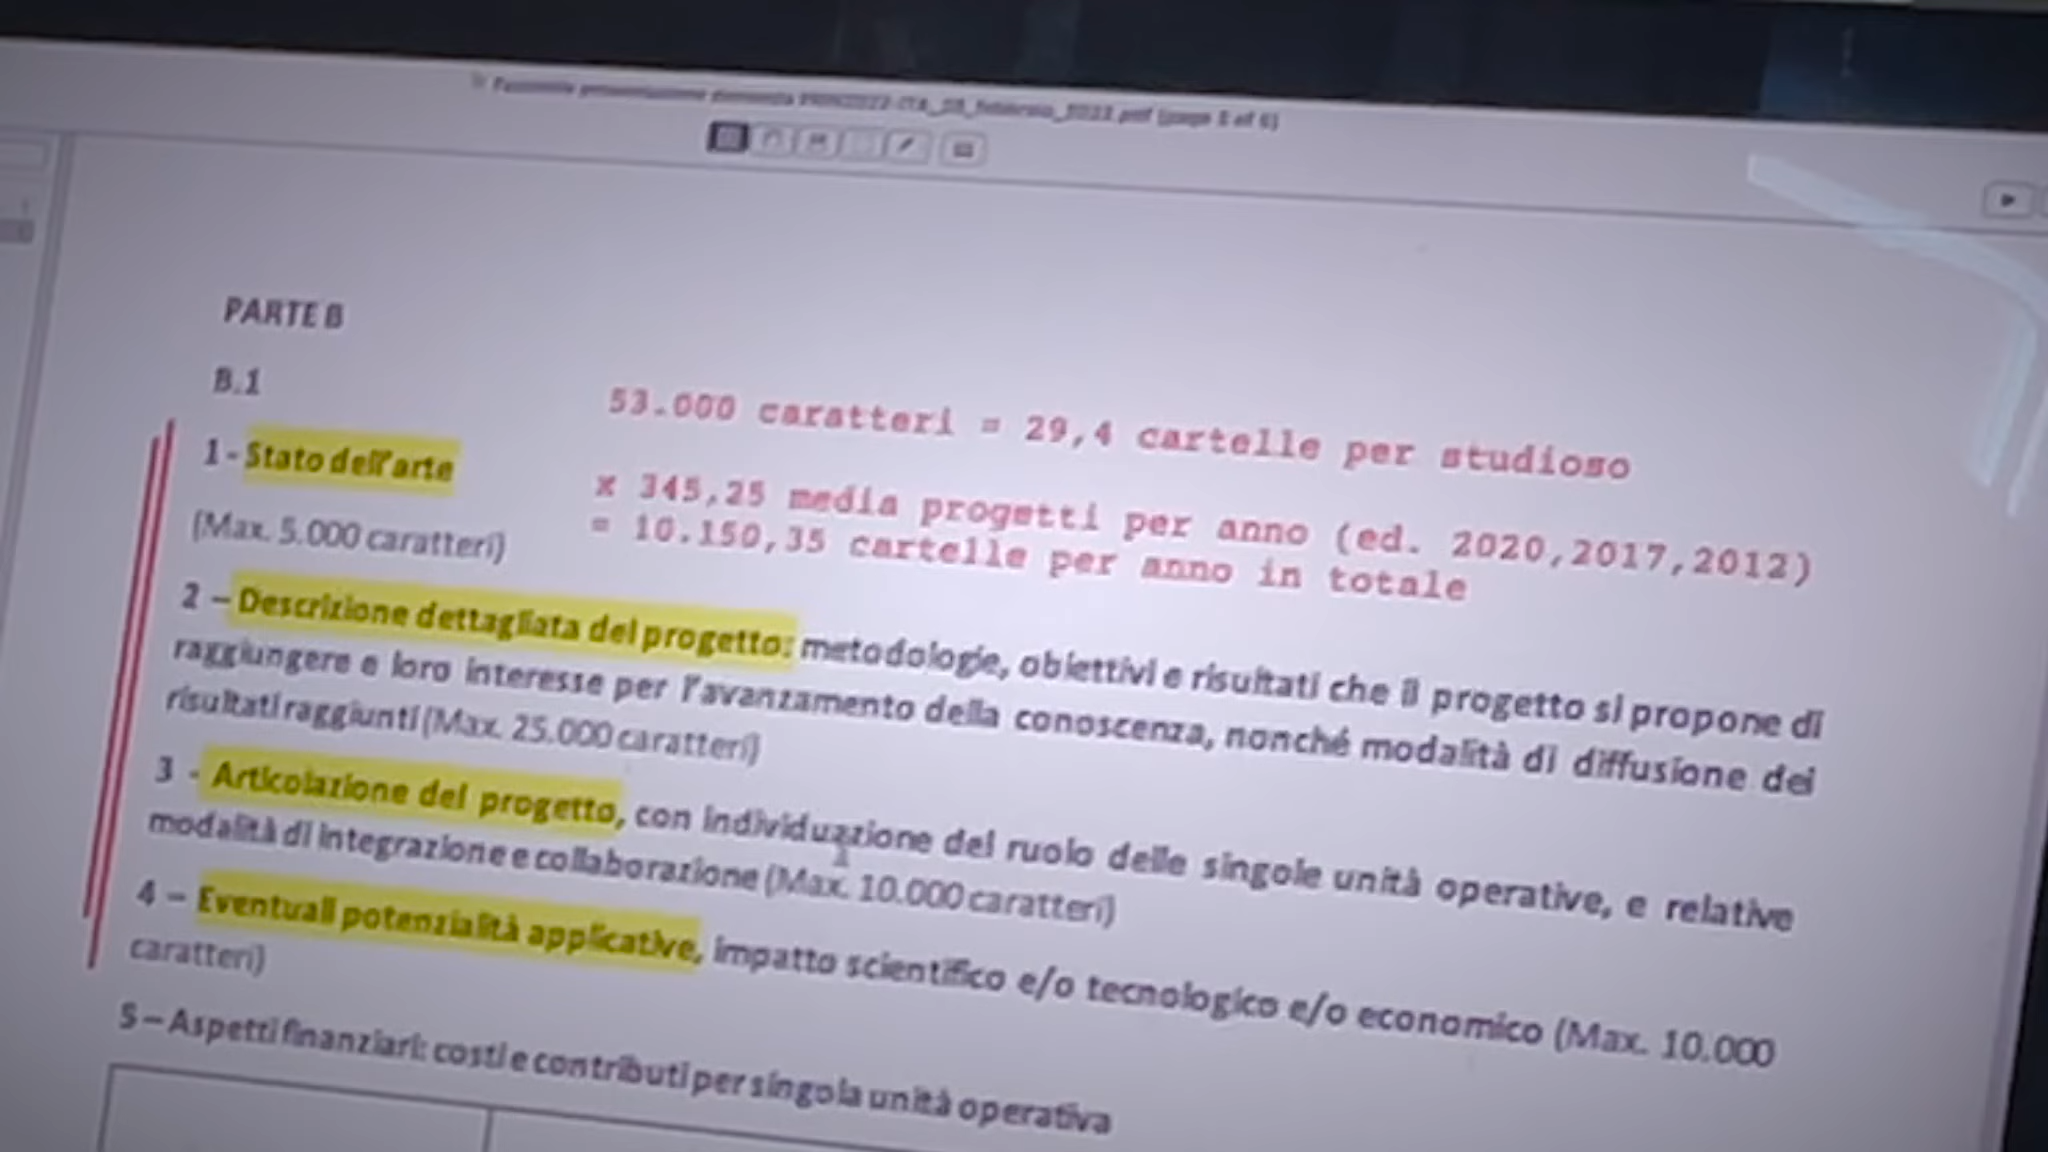 (page 5 of 6)
PARTE B
B.1
53.000 caratteri = 29,4 cartelle per studioso
1- Stato dell'arte
x 345,25 media progetti per anno (ed. 2020,2017,2012)
(Max. 5.000 caratteri)
= 10.150,35 cartelle per anno in totale
2 – Descrizione dettagliata del progetto: metodologie, obiettivi e risultati che il progetto si propone di
raggiungere e loro interesse per l'avanzamento della conoscenza, nonché modalità di diffusione dei
risultati raggiunti (Max. 25.000 caratteri)
3 - Articolazione del progetto, con individuazione del ruolo delle singole unità operative, e relative
modalità di integrazione e collaborazione (Max. 10.000 caratteri)
4 – Eventuali potenzialità applicative, impatto scientifico e/o tecnologico e/o economico (Max. 10.000
caratteri)
5 – Aspetti finanziari: costi e contributi per singola unità operativa